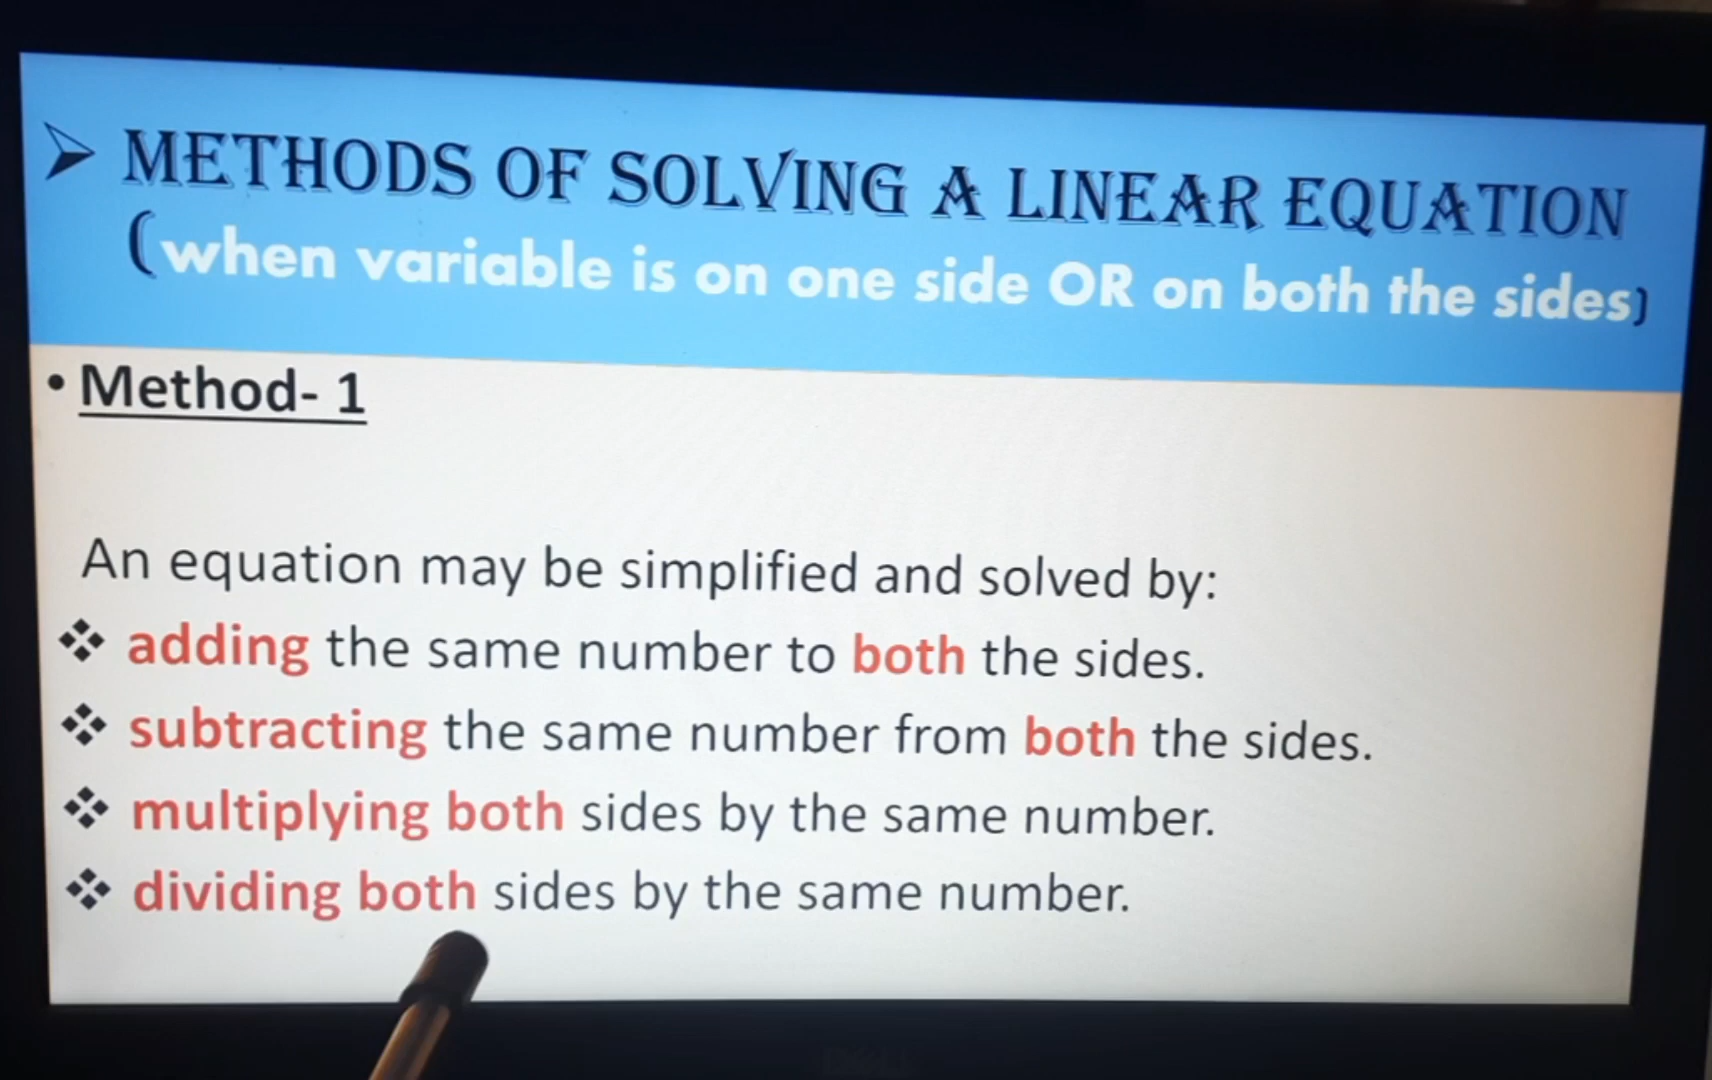 METHODS OF SOLVING A LINEAR EQUATION
(when variable is on one side OR on both the sides)
• Method- 1
An equation may be simplified and solved by:
❖ adding the same number to both the sides.
❖ subtracting the same number from both the sides.
❖ multiplying both sides by the same number.
❖ dividing both sides by the same number.